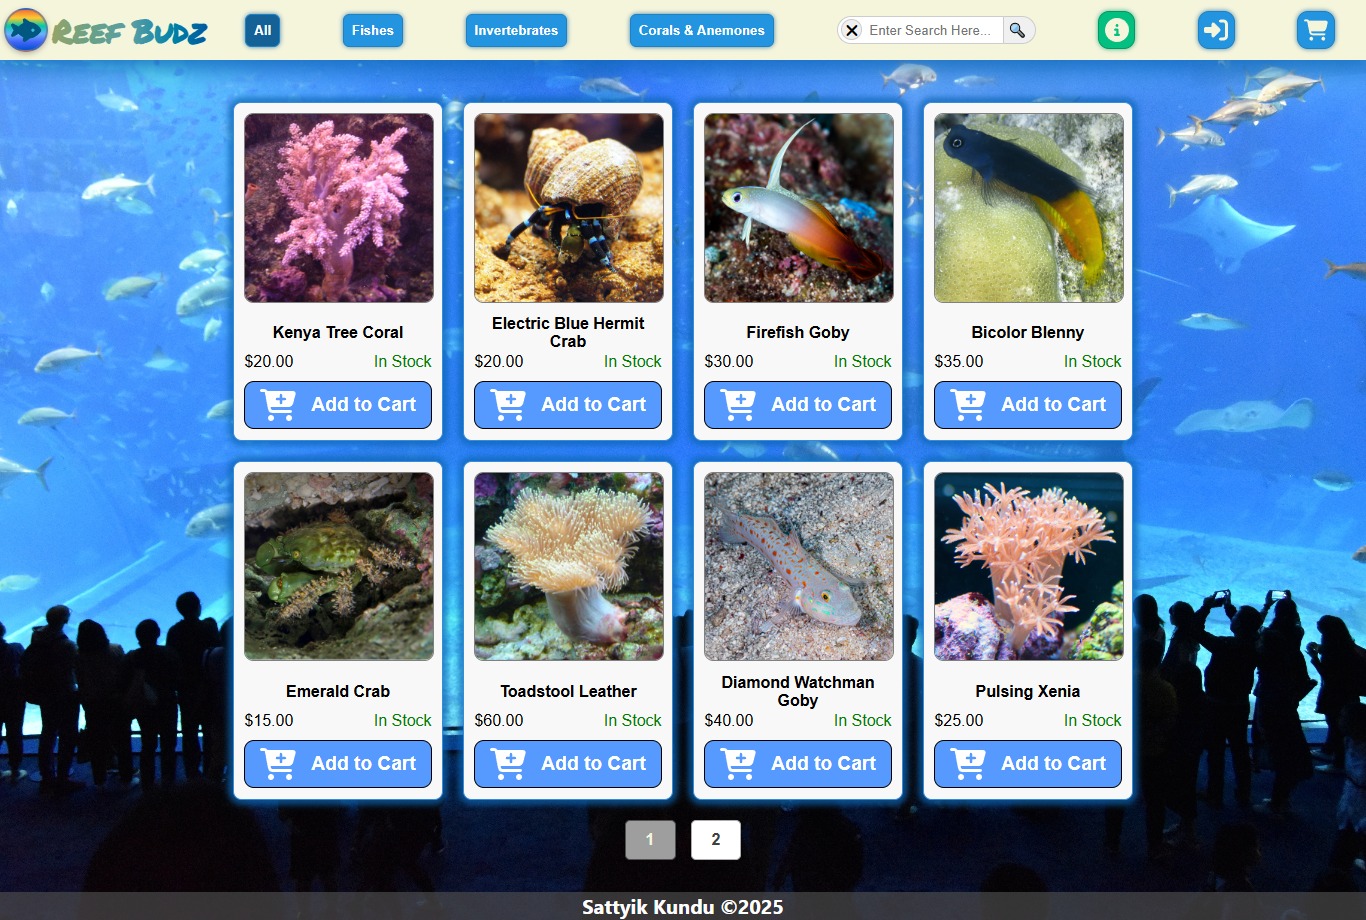 Reef Budz
All
Fishes
Invertebrates
Corals & Anemones
Enter Search Here...
Kenya Tree Coral
$20.00 In Stock
Add to Cart
Electric Blue Hermit
Crab
$20.00 In Stock
Add to Cart
Firefish Goby
$30.00 In Stock
Add to Cart
Bicolor Blenny
$35.00 In Stock
Add to Cart
Emerald Crab
$15.00 In Stock
Add to Cart
Toadstool Leather
$60.00 In Stock
Add to Cart
Diamond Watchman
Goby
$40.00 In Stock
Add to Cart
Pulsing Xenia
$25.00 In Stock
Add to Cart
1
2
Sattyik Kundu ©2025